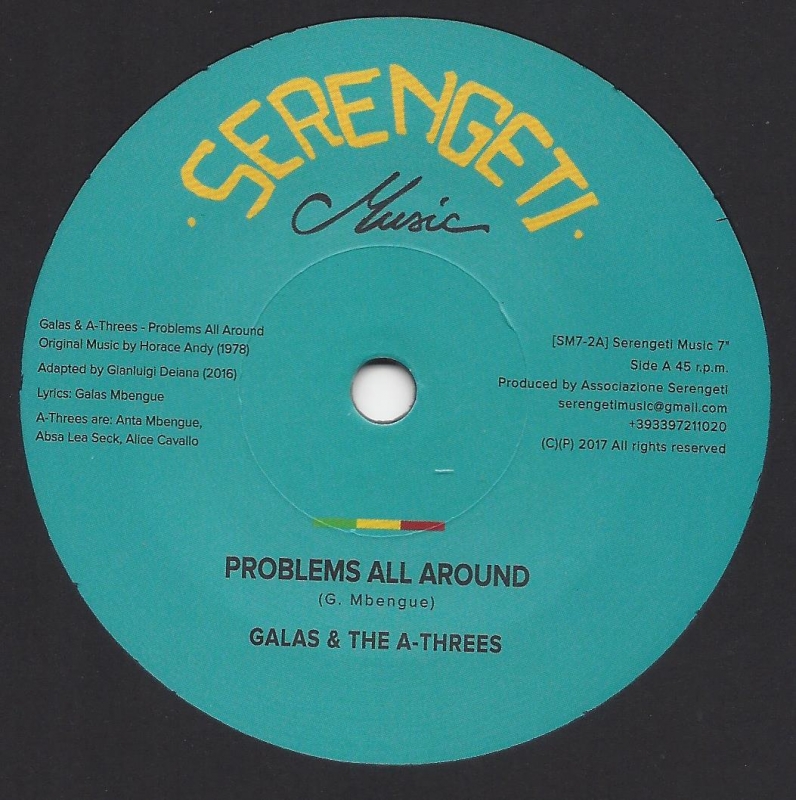 · SERENGETI ·
Music
Galas & A-Threes - Problems All Around
Original Music by Horace Andy (1978)
Adapted by Gianluigi Deiana (2016)
Lyrics: Galas Mbengue
A-Threes are: Anta Mbengue,
Absa Lea Seck, Alice Cavallo
[SM7-2A] Serengeti Music 7"
Side A 45 r.p.m.
Produced by Associazione Serengeti
serengetimusic@gmail.com
+393397211020
(C)(P) 2017 All rights reserved
PROBLEMS ALL AROUND
(G. Mbengue)
GALAS & THE A-THREES